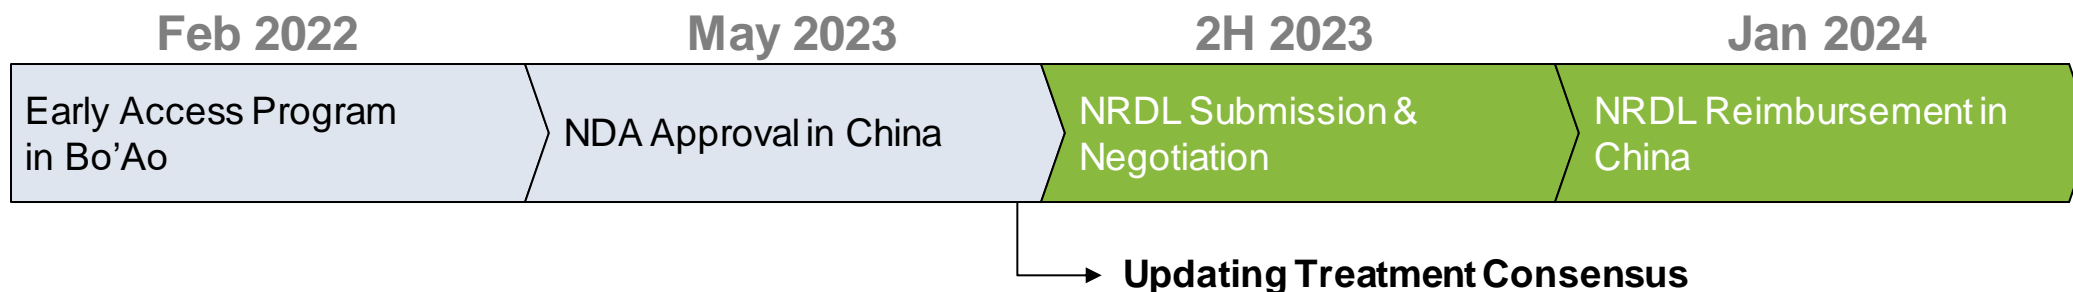 Feb 2022
May 2023
2H 2023
Jan 2024
Early Access Program
in Bo’Ao
NDA Approval in China
NRDL Submission &
Negotiation
NRDL Reimbursement in
China
Updating Treatment Consensus